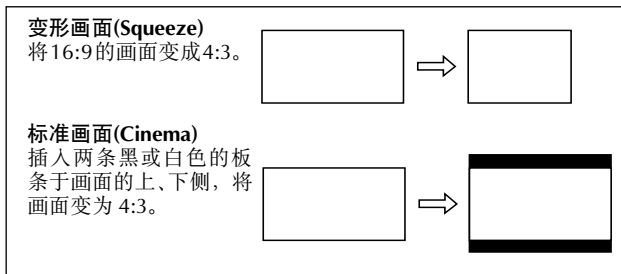 变形画面(Squeeze)
将16:9的画面变成4:3。
标准画面(Cinema)
插入两条黑或白色的板
条于画面的上、下侧，将
画面变为 4:3。